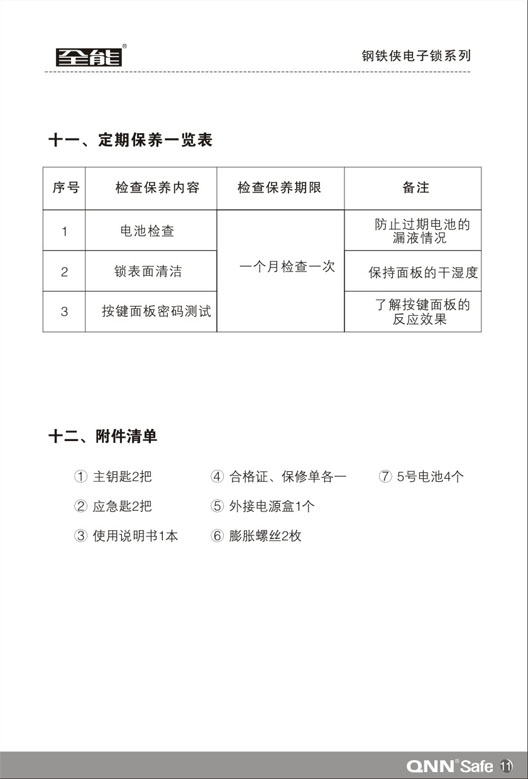 全能®
钢铁侠电子锁系列
十一、定期保养一览表
序号 检查保养内容 检查保养期限 备注
1 电池检查 一个月检查一次 防止过期电池的
漏液情况
2 锁表面清洁 保持面板的干湿度
3 按键面板密码测试 了解按键面板的
反应效果
十二、附件清单
① 主钥匙2把 ④ 合格证、保修单各一 ⑦ 5号电池4个
② 应急匙2把 ⑤ 外接电源盒1个
③ 使用说明书1本 ⑥ 膨胀螺丝2枚
QNN® Safe 11